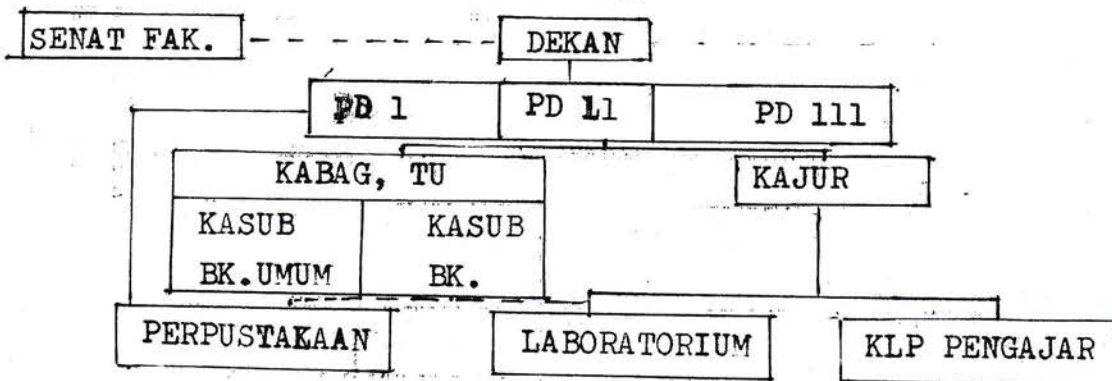 SENAT FAK.
DEKAN
PD 1
PD L1
PD 111
KABAG, TU
KAJUR
KASUB
BK.UMUM
KASUB
BK.
PERPUSTAKAAN
LABORATORIUM
KLP PENGAJAR